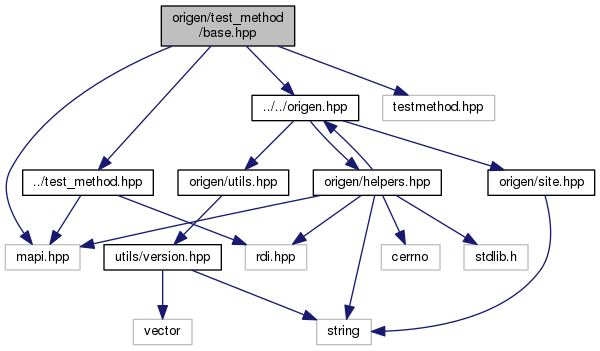 origen/test_method
/base.hpp
../../origen.hpp
testmethod.hpp
../test_method.hpp
origen/utils.hpp
origen/helpers.hpp
origen/site.hpp
mapi.hpp
utils/version.hpp
rdi.hpp
cerrno
stdlib.h
vector
string